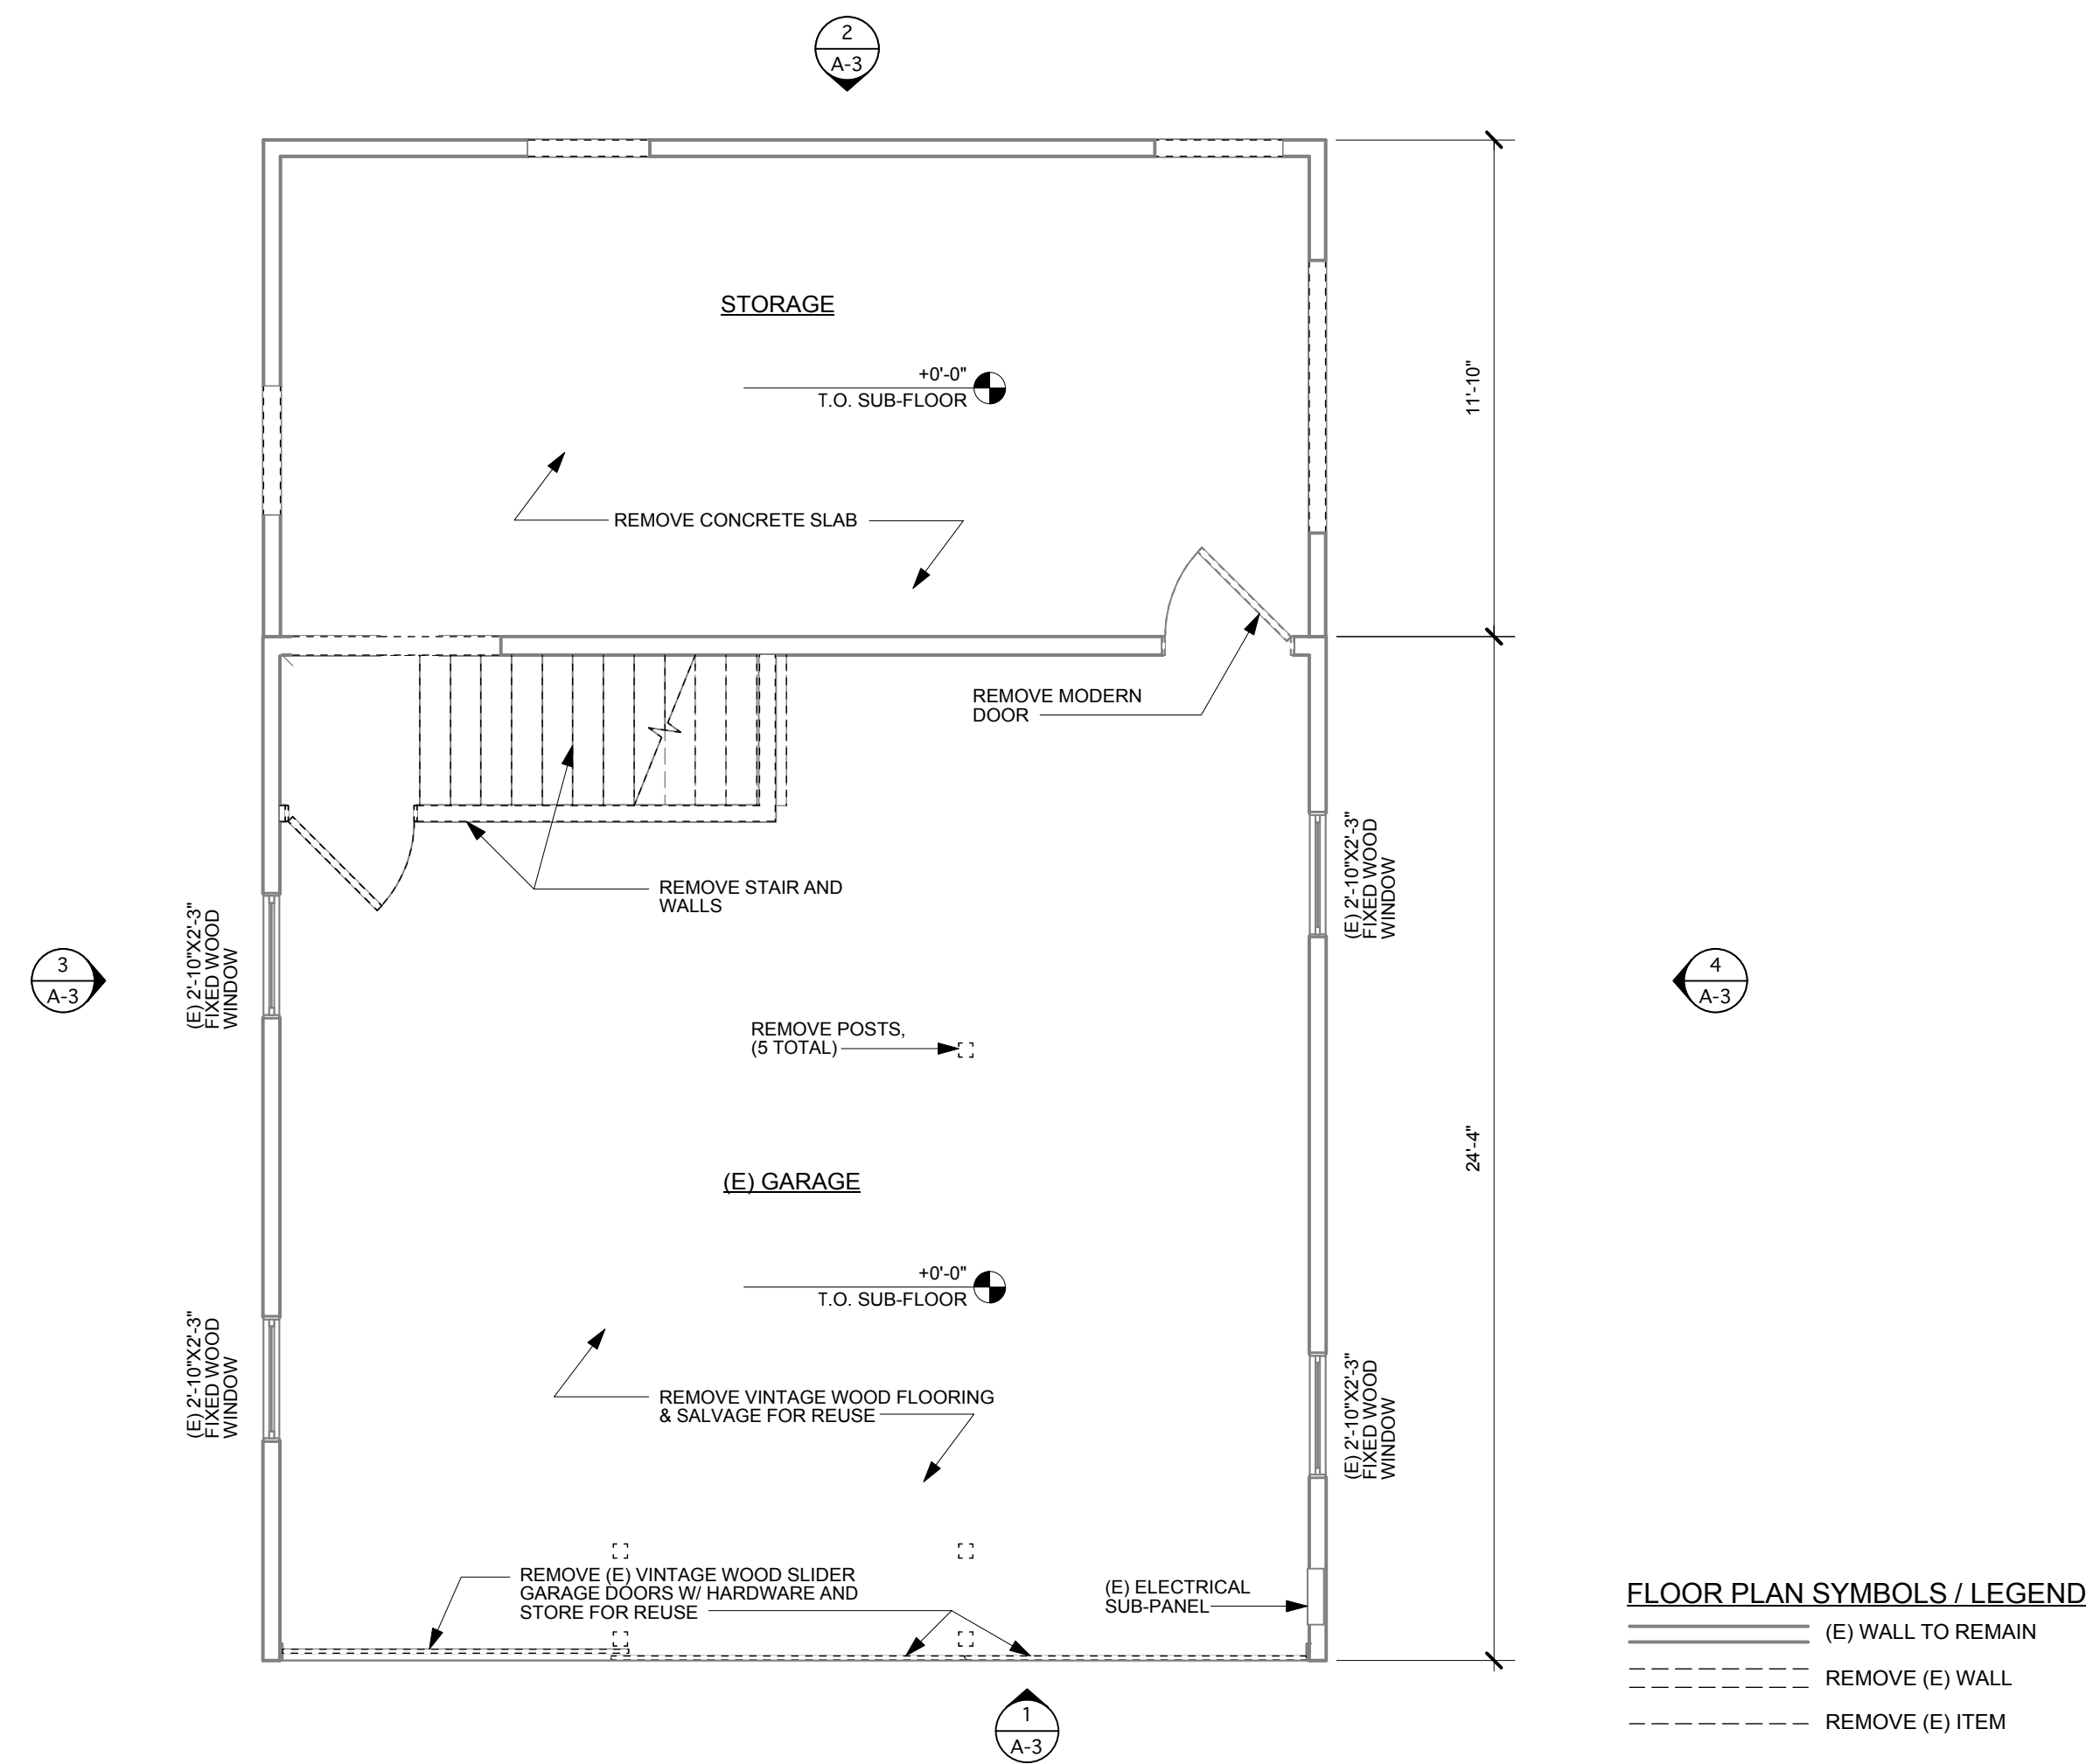 2
A-3
STORAGE
+0'-0"
T.O. SUB-FLOOR
11'-10"
REMOVE CONCRETE SLAB
REMOVE MODERN
DOOR
(E) 2'-10"X2'-3"
FIXED WOOD
WINDOW
REMOVE STAIR AND
WALLS
(E) 2'-10"X2'-3"
FIXED WOOD
WINDOW
3
A-3
4
A-3
REMOVE POSTS,
(5 TOTAL)
24'-4"
(E) GARAGE
+0'-0"
T.O. SUB-FLOOR
(E) 2'-10"X2'-3"
FIXED WOOD
WINDOW
(E) 2'-10"X2'-3"
FIXED WOOD
WINDOW
REMOVE VINTAGE WOOD FLOORING
& SALVAGE FOR REUSE
REMOVE (E) VINTAGE WOOD SLIDER
GARAGE DOORS W/ HARDWARE AND
STORE FOR REUSE
(E) ELECTRICAL
SUB-PANEL
FLOOR PLAN SYMBOLS / LEGEND
(E) WALL TO REMAIN
REMOVE (E) WALL
REMOVE (E) ITEM
1
A-3